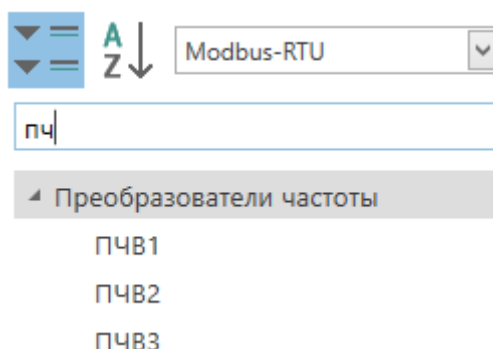 A
Z
Modbus-RTU
пч
Преобразователи частоты
ПЧВ1
ПЧВ2
ПЧВ3